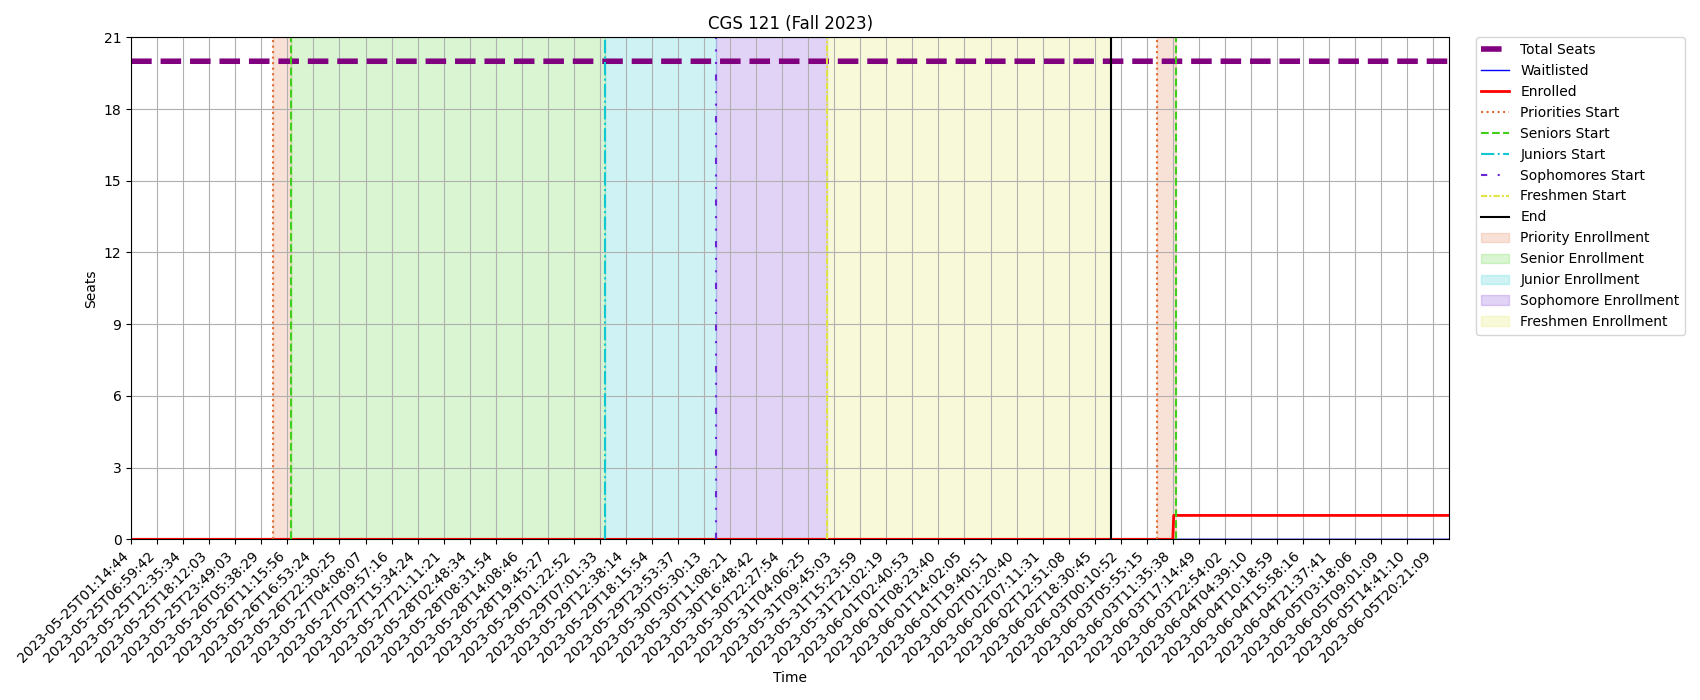 CGS 121 (Fall 2023)
21
18
15
12
9
6
3
0
Seats
2023-05-25T01:14:44
2023-05-25T06:59:42
2023-05-25T12:35:34
2023-05-25T18:12:03
2023-05-25T23:49:03
2023-05-26T05:38:29
2023-05-26T11:15:56
2023-05-26T16:53:24
2023-05-26T22:30:25
2023-05-27T04:08:07
2023-05-27T09:57:16
2023-05-27T15:34:24
2023-05-27T21:11:21
2023-05-28T02:48:34
2023-05-28T08:31:54
2023-05-28T14:08:46
2023-05-28T19:45:27
2023-05-29T01:22:52
2023-05-29T07:01:33
2023-05-29T12:38:14
2023-05-29T18:15:54
2023-05-29T23:53:37
2023-05-30T05:30:13
2023-05-30T11:08:21
2023-05-30T16:48:42
2023-05-30T22:27:54
2023-05-31T04:06:25
2023-05-31T09:45:03
2023-05-31T15:23:59
2023-05-31T21:02:19
2023-06-01T02:40:53
2023-06-01T08:23:40
2023-06-01T14:02:05
2023-06-01T19:40:51
2023-06-02T01:20:40
2023-06-02T07:11:31
2023-06-02T12:51:08
2023-06-02T18:30:45
2023-06-03T00:10:52
2023-06-03T05:55:15
2023-06-03T11:35:38
2023-06-03T17:14:49
2023-06-03T22:54:02
2023-06-04T04:39:10
2023-06-04T10:18:59
2023-06-04T15:58:16
2023-06-04T21:37:41
2023-06-05T03:18:06
2023-06-05T09:01:09
2023-06-05T14:41:10
2023-06-05T20:21:09
Time
Total Seats
Waitlisted
Enrolled
Priorities Start
Seniors Start
Juniors Start
Sophomores Start
Freshmen Start
End
Priority Enrollment
Senior Enrollment
Junior Enrollment
Sophomore Enrollment
Freshmen Enrollment